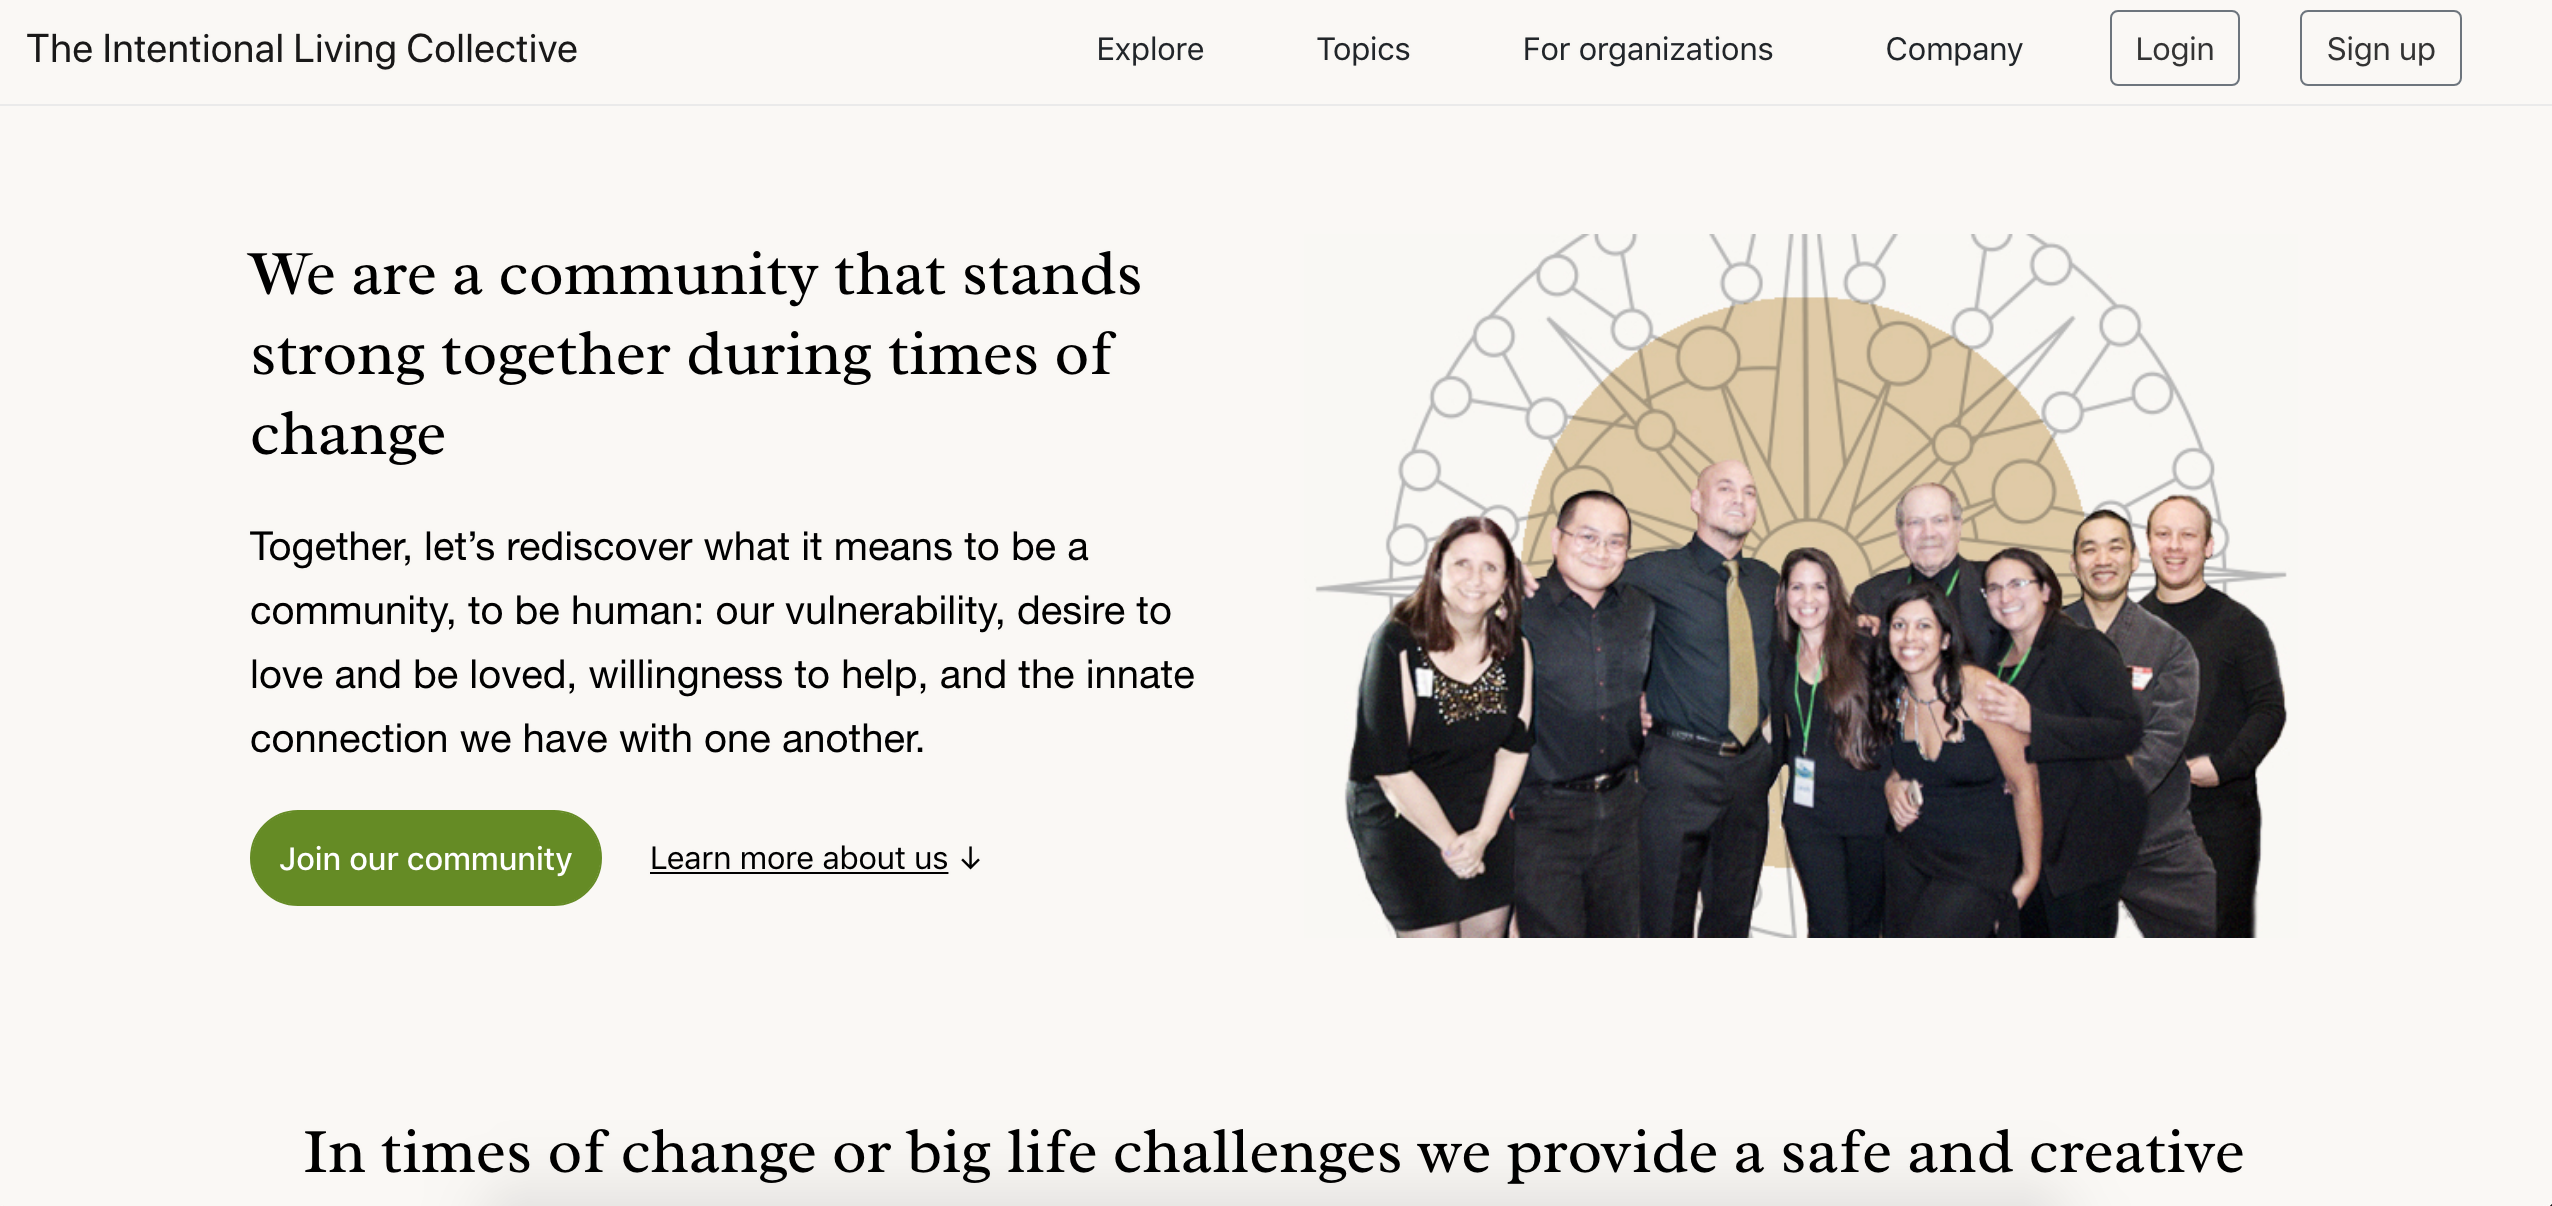 The Intentional Living Collective
Explore
Topics
For organizations
Company
Login
Sign up
We are a community that stands
strong together during times of
change
Together, let’s rediscover what it means to be a
community, to be human: our vulnerability, desire to
love and be loved, willingness to help, and the innate
connection we have with one another.
Join our community
Learn more about us ↓
In times of change or big life challenges we provide a safe and creative